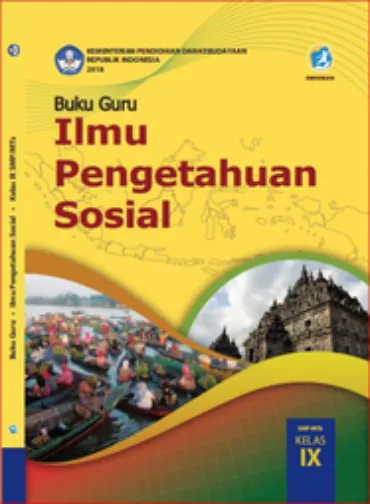 KEMENTERIAN PENDIDIKAN DAN KEBUDAYAAN
REPUBLIK INDONESIA
2018
Buku Guru
Ilmu
Pengetahuan
Sosial
SMP/MTs
KELAS
IX
Buku Guru • Ilmu Pengetahuan Sosial • Kelas IX SMP/MTs